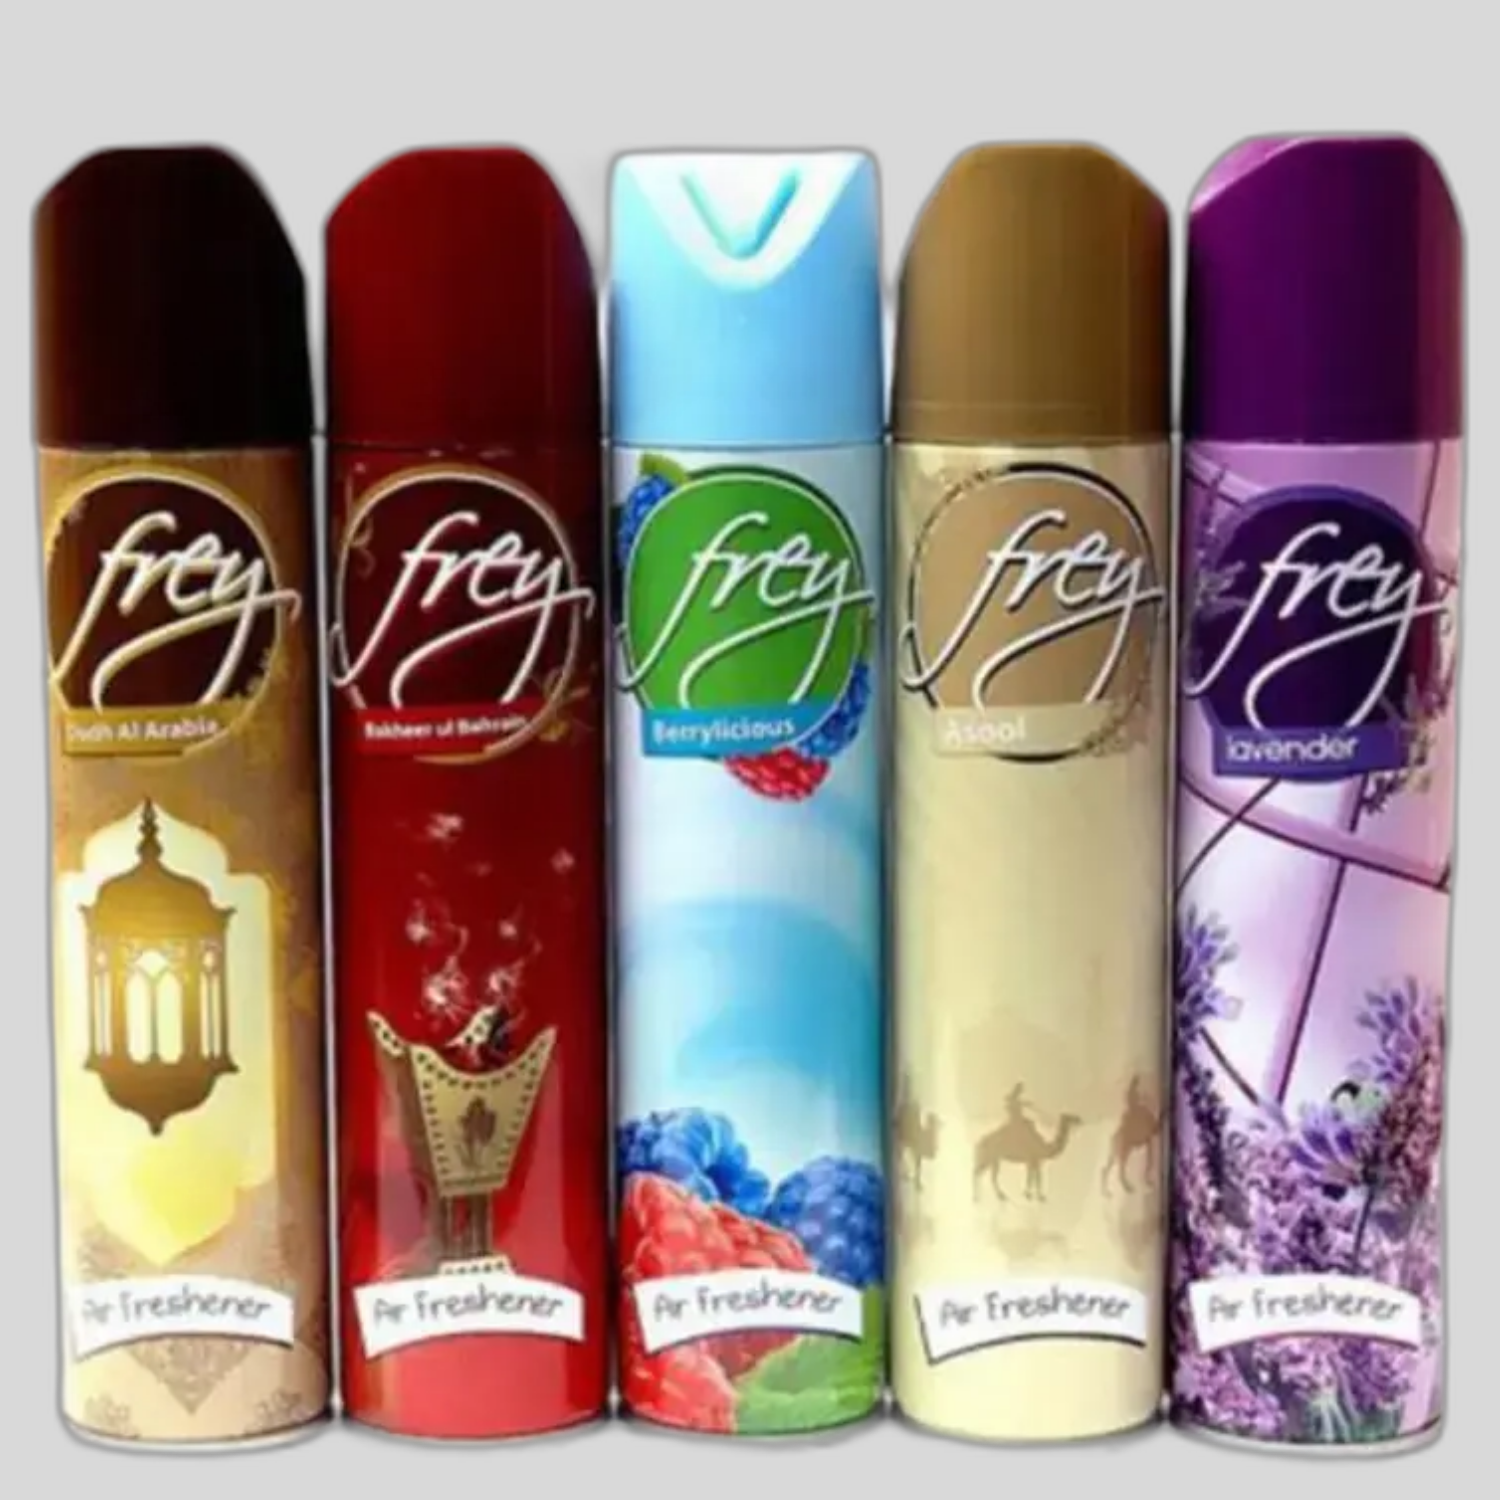 frey
Oudh Al Arabia
Air Freshener
frey
Bakheer ul Bahrain
Air Freshener
frey
Berrylicious
Air Freshener
frey
Asool
Air Freshener
frey
lavender
Air Freshener